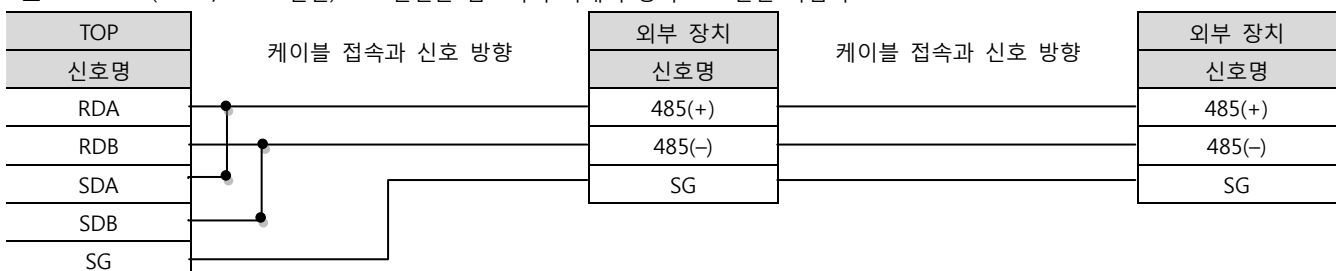 TOP 케이블 접속과 신호 방향 외부 장치 케이블 접속과 신호 방향 외부 장치
신호명 신호명 신호명
RDA 485(+) 485(+)
RDB 485(–) 485(–)
SDA SG SG
SDB
SG